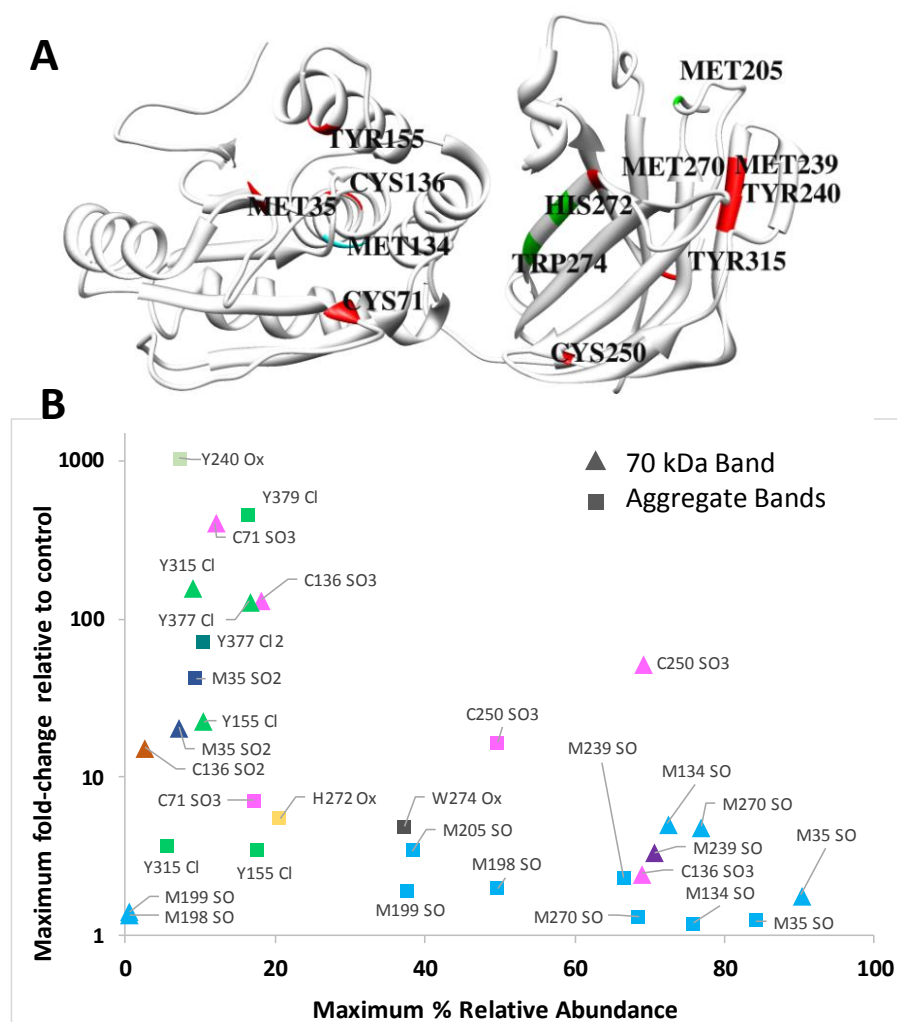 A
MET205
TYR155
MET270
MET239
CYS136
TYR240
MET35
HIS272
MET134
TRP274
TYR315
CYS71
CYS250
B
Maximum fold-change relative to control
1000
100
10
1
Y240 Ox
70 kDa Band
Aggregate Bands
Y379 Cl
C71 SO3
Y315 Cl
C136 SO3
Y377 Cl
Y377 Cl 2
M35 SO2
C250 SO3
Y155 Cl
C250 SO3
M35 SO2
M239 SO
C136 SO2
M134 SO
C71 SO3
H272 Ox
W274 Ox
M270 SO
M205 SO
M239 SO
M35 SO
Y315 Cl
Y155 Cl
M198 SO
C136 SO3
M199 SO
M134 SO
M198 SO
M199 SO
M270 SO
M35 SO
0
20
40
60
80
100
Maximum % Relative Abundance